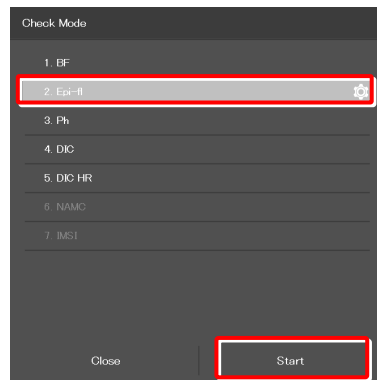 Check Mode
1. BF
2. Epi-fl
3. Ph
4. DIC
5. DIC HR
6. NAMC
7. IMSI
Close
Start